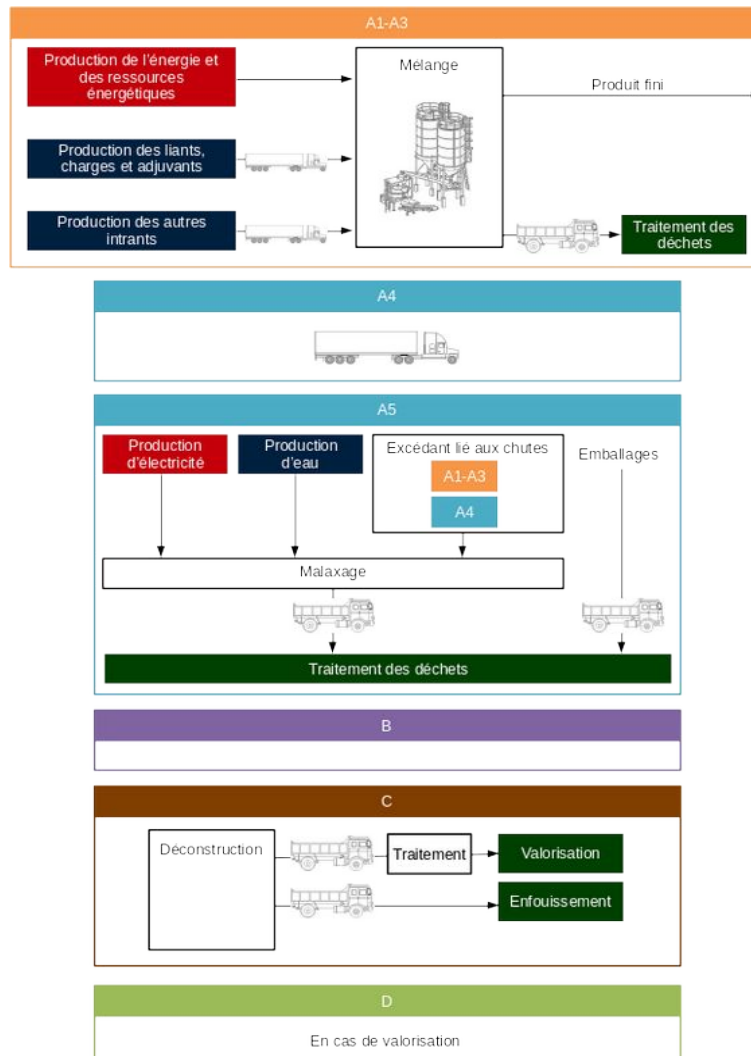 A1-A3
Production de l'énergie et
des ressources
énergétiques
Mélange
Produit fini
Production des liants,
charges et adjuvants
Production des autres
intrants
Traitement des
déchets
A4
A5
Production
d'électricité
Production
d'eau
Excédant lié aux chutes
A1-A3
A4
Emballages
Malaxage
Traitement des déchets
B
C
Déconstruction
Traitement
Valorisation
Enfouissement
D
En cas de valorisation